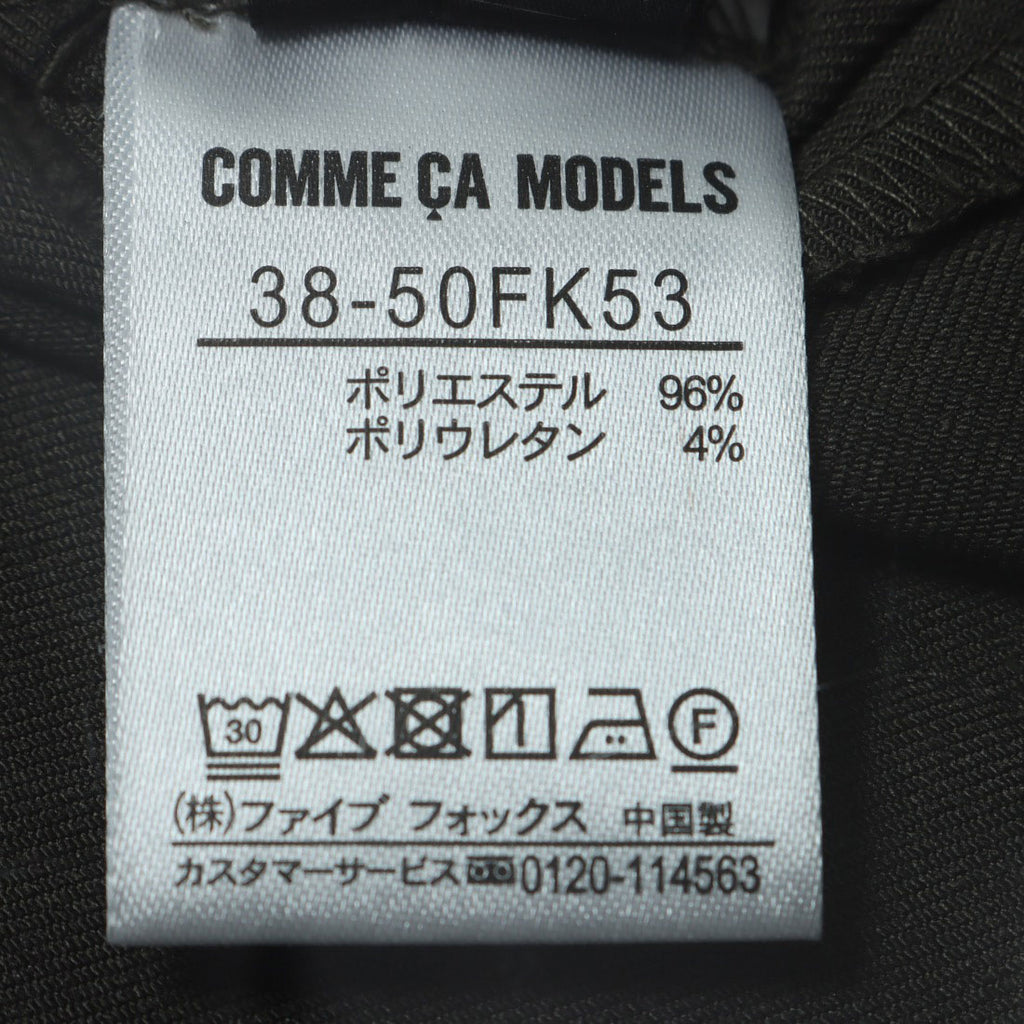 COMME ÇA MODELS
38-50FK53
ポリエステル 96%
ポリウレタン 4%
30 F
(株)ファイブ フォックス 中国製
カスタマーサービス 0120-114563